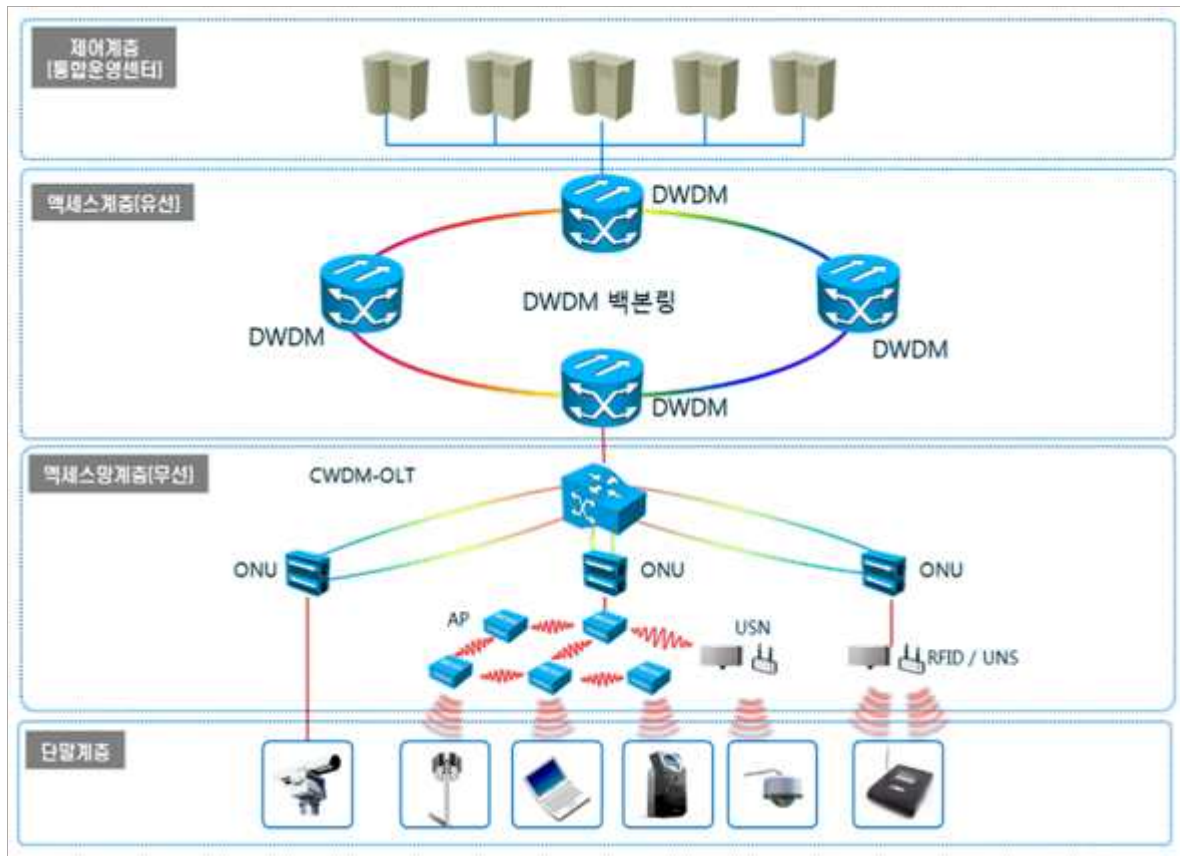 제어계층
[통합운영센터]
DWDM
액세스계층[유선]
DWDM 백본링
DWDM
DWDM
DWDM
액세스망계층[무선]
CWDM-OLT
ONU
ONU
ONU
AP
USN
RFID / UNS
단말계층